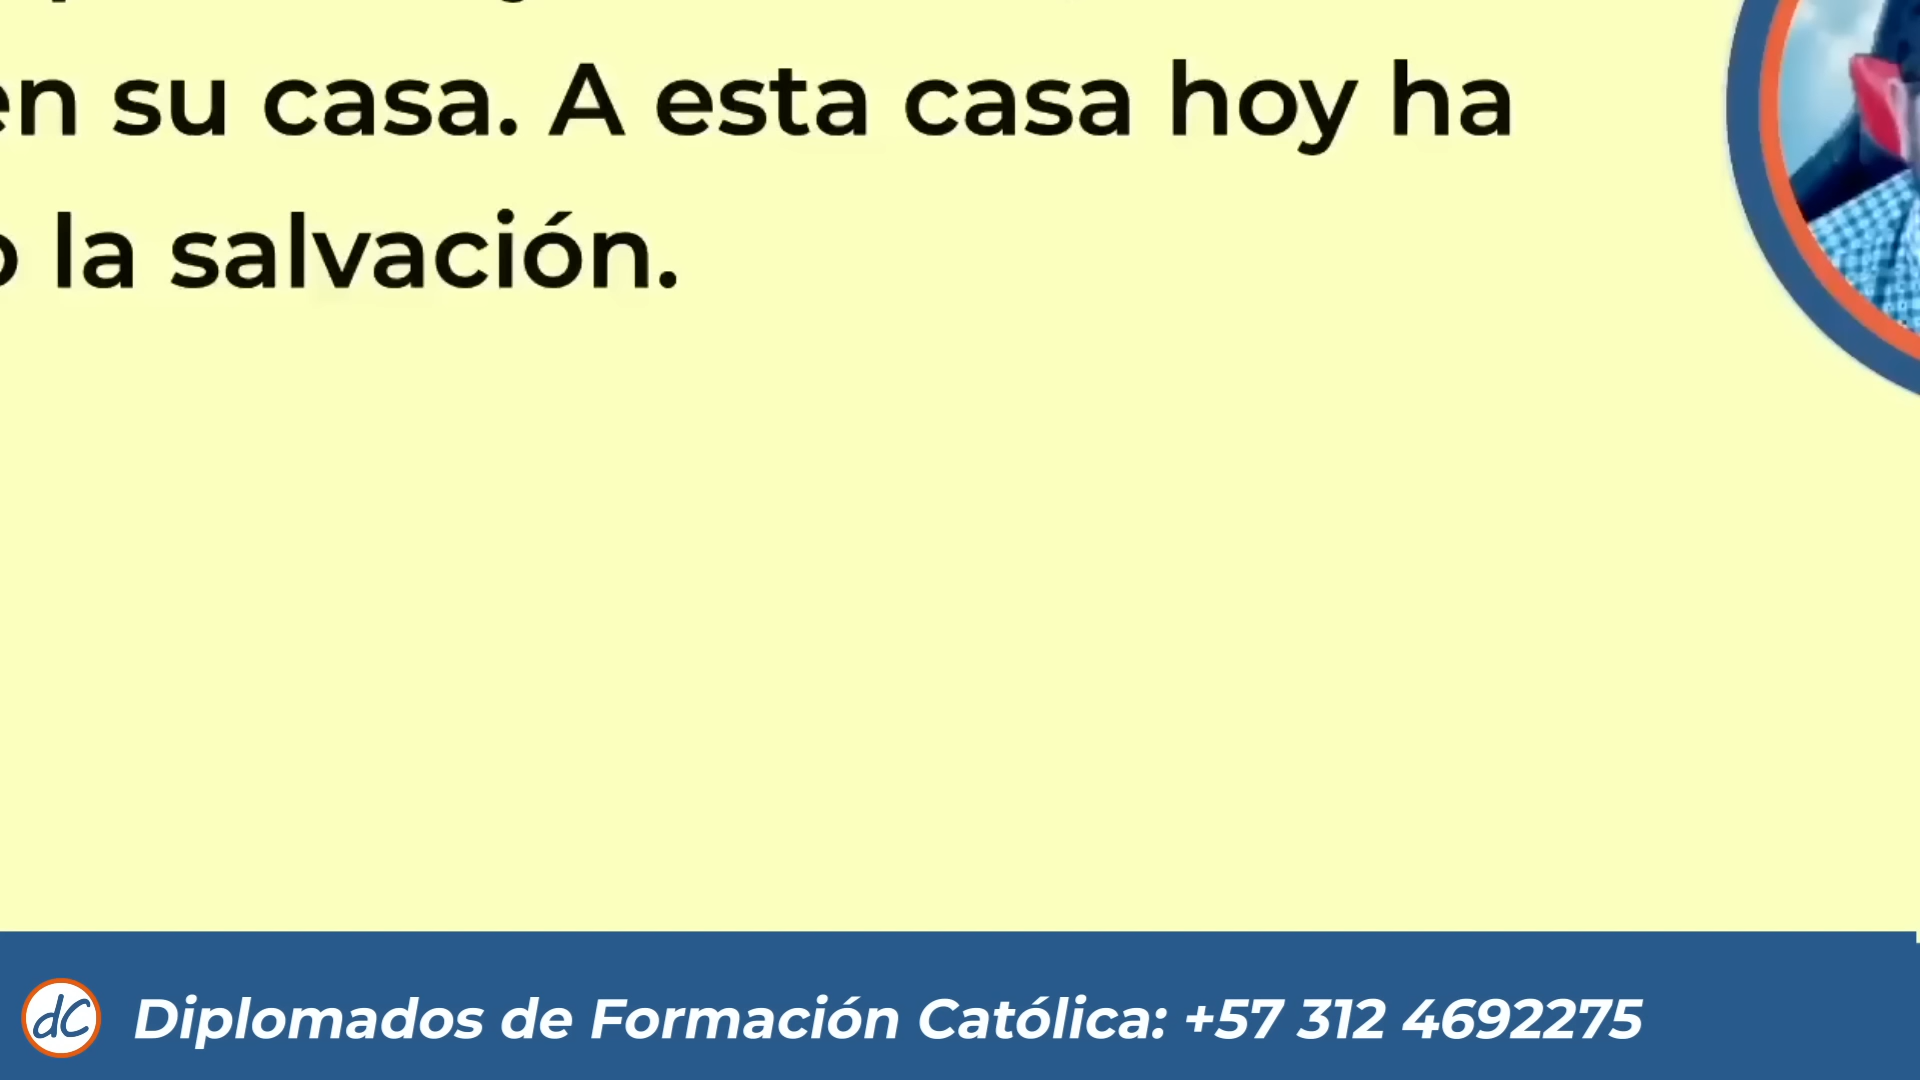 en su casa. A esta casa hoy ha
la salvación.
dC Diplomados de Formación Católica: +57 312 4692275